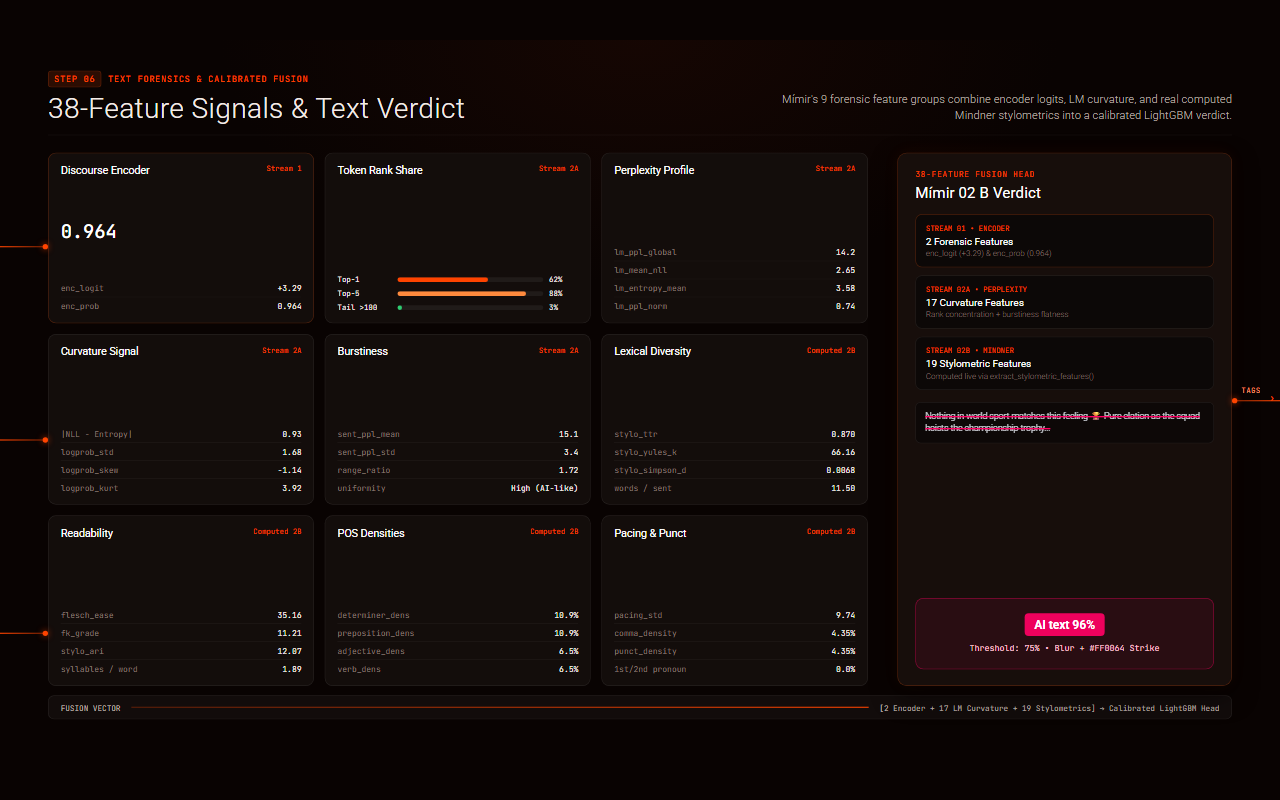 STEP 06 TEXT FORENSICS & CALIBRATED FUSION
38-Feature Signals & Text Verdict
Mímir's 9 forensic feature groups combine encoder logits, LM curvature, and real computed
Mindner stylometrics into a calibrated LightGBM verdict.
Discourse Encoder Stream 1
0.964
enc_logit +3.29
enc_prob 0.964
Token Rank Share Stream 2A
Top-1 62%
Top-5 88%
Tail >100 3%
Perplexity Profile Stream 2A
lm_ppl_global 14.2
lm_mean_nll 2.65
lm_entropy_mean 3.58
lm_ppl_norm 0.74
Curvature Signal Stream 2A
|NLL - Entropy| 0.93
logprob_std 1.68
logprob_skew -1.14
logprob_kurt 3.92
Burstiness Stream 2A
sent_ppl_mean 15.1
sent_ppl_std 3.4
range_ratio 1.72
uniformity High (AI-like)
Lexical Diversity Computed 2B
stylo_ttr 0.870
stylo_yules_k 66.16
stylo_simpson_d 0.0068
words / sent 11.50
Readability Computed 2B
flesch_ease 35.16
fk_grade 11.21
stylo_ari 12.07
syllables / word 1.89
POS Densities Computed 2B
determiner_dens 10.9%
preposition_dens 10.9%
adjective_dens 6.5%
verb_dens 6.5%
Pacing & Punct Computed 2B
pacing_std 9.74
comma_density 4.35%
punct_density 4.35%
1st/2nd pronoun 0.0%
38-FEATURE FUSION HEAD
Mímir 02 B Verdict
STREAM 01 • ENCODER
2 Forensic Features
enc_logit (+3.29) & enc_prob (0.964)
STREAM 02A • PERPLEXITY
17 Curvature Features
Rank concentration + burstiness flatness
STREAM 02B • MINDNER
19 Stylometric Features
Computed live via extract_stylometric_features()
Nothing in world sport matches this feeling 🏆 Pure elation as the squad
hoists the championship trophy...
AI text 96%
Threshold: 75% • Blur + #FF0064 Strike
TAGS
FUSION VECTOR [2 Encoder + 17 LM Curvature + 19 Stylometrics] → Calibrated LightGBM Head